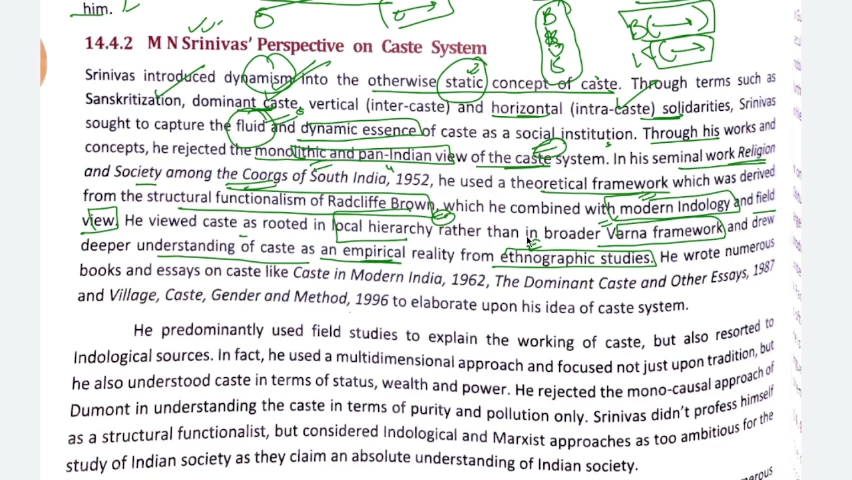 him.
14.4.2 M N Srinivas' Perspective on Caste System
Srinivas introduced dynamism into the otherwise static concept of caste. Through terms such as
Sanskritization, dominant caste, vertical (inter-caste) and horizontal (intra-caste) solidarities, Srinivas
sought to capture the fluid and dynamic essence of caste as a social institution. Through his works and
concepts, he rejected the monolithic and pan-Indian view of the caste system. In his seminal work Religion
and Society among the Coorgs of South India, 1952, he used a theoretical framework which was derived
from the structural functionalism of Radcliffe Brown, which he combined with modern Indology and field
view. He viewed caste as rooted in local hierarchy rather than in broader Varna framework and drew
deeper understanding of caste as an empirical reality from ethnographic studies. He wrote numerous
books and essays on caste like Caste in Modern India, 1962, The Dominant Caste and Other Essays, 1987
and Village, Caste, Gender and Method, 1996 to elaborate upon his idea of caste system.
He predominantly used field studies to explain the working of caste, but also resorted to
Indological sources. In fact, he used a multidimensional approach and focused not just upon tradition, but
he also understood caste in terms of status, wealth and power. He rejected the mono-causal approach of
Dumont in understanding the caste in terms of purity and pollution only. Srinivas didn't profess himself
as a structural functionalist, but considered Indological and Marxist approaches as too ambitious for the
study of Indian society as they claim an absolute understanding of Indian society.